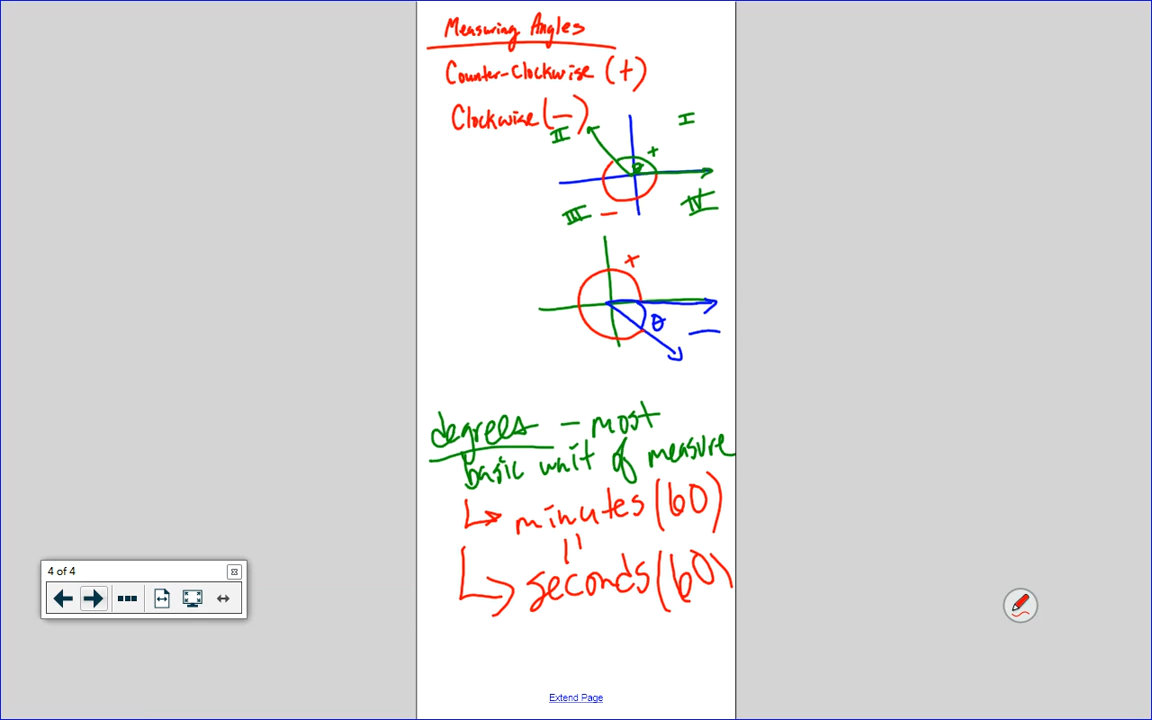 Measuring Angles
Counter-Clockwise (+)
Clockwise (−)
II
I
+
III
−
IV
+
θ
−
degrees – most
basic unit of measure
↳ minutes (60)
"
↳ seconds (60)
4 of 4
Extend Page